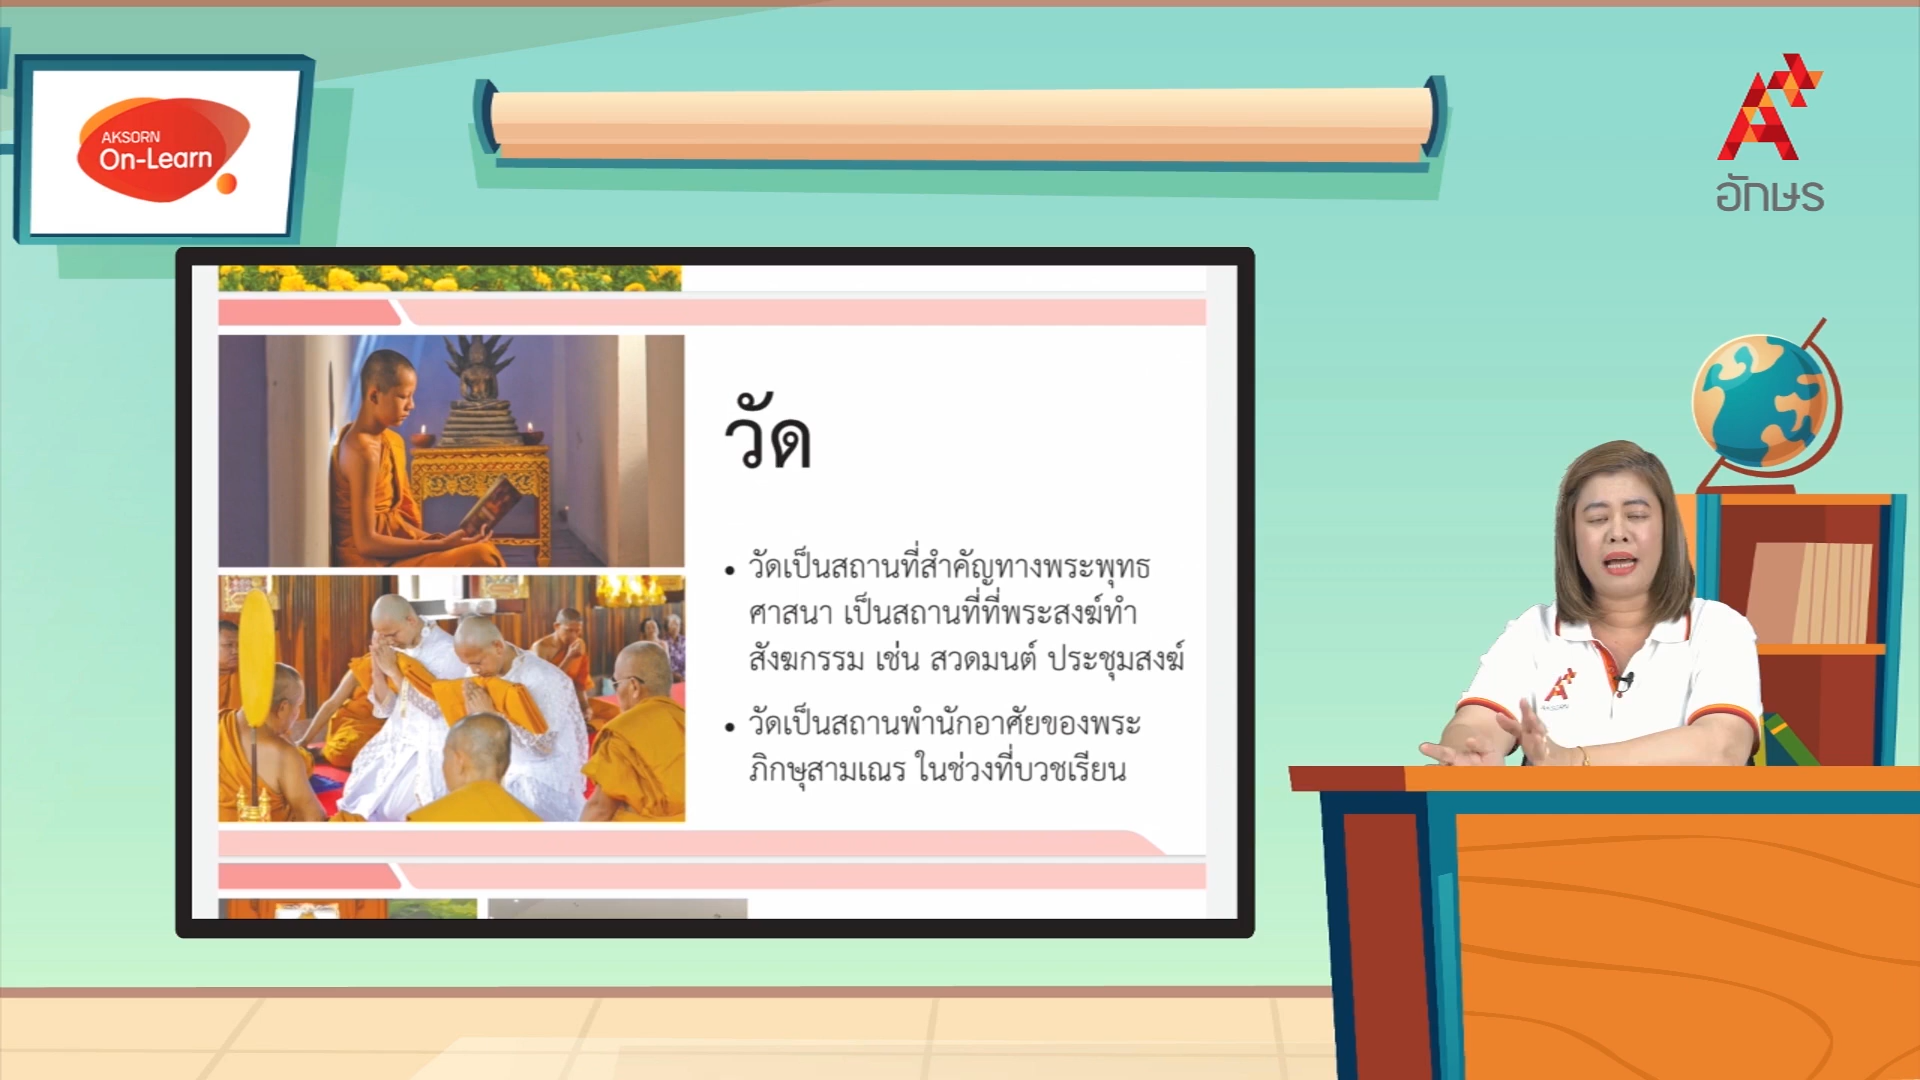 AKSORN
On-Learn
อักษร
วัด
• วัดเป็นสถานที่สำคัญทางพระพุทธ
ศาสนา เป็นสถานที่ที่พระสงฆ์ทำ
สังฆกรรม เช่น สวดมนต์ ประชุมสงฆ์
• วัดเป็นสถานพำนักอาศัยของพระ
ภิกษุสามเณร ในช่วงที่บวชเรียน
AKSORN